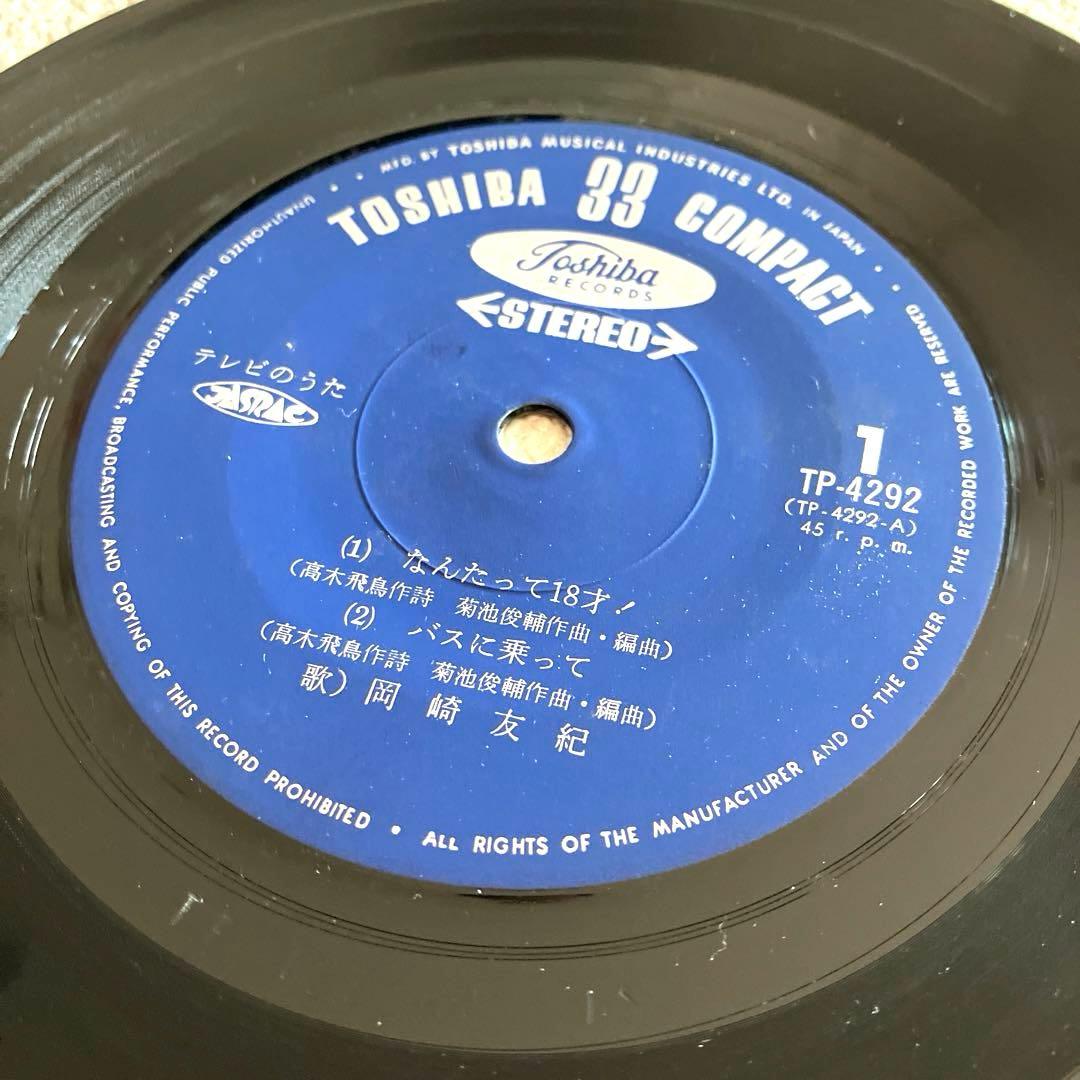 MFD. BY TOSHIBA MUSICAL INDUSTRIES LTD. IN JAPAN
TOSHIBA 33 COMPACT
Toshiba
RECORDS
STEREO
テレビのうた
JASRAC
1
TP-4292
(TP-4292-A)
45 r. p. m.
(1) なんたって18才!
(高木飛鳥作詩 菊池俊輔作曲・編曲)
(2) バスに乗って
(高木飛鳥作詩 菊池俊輔作曲・編曲)
歌) 岡崎友紀
UNAUTHORIZED PUBLIC PERFORMANCE, BROADCASTING AND COPYING OF THIS RECORD PROHIBITED • ALL RIGHTS OF THE MANUFACTURER AND OF THE OWNER OF THE RECORDED WORK ARE RESERVED